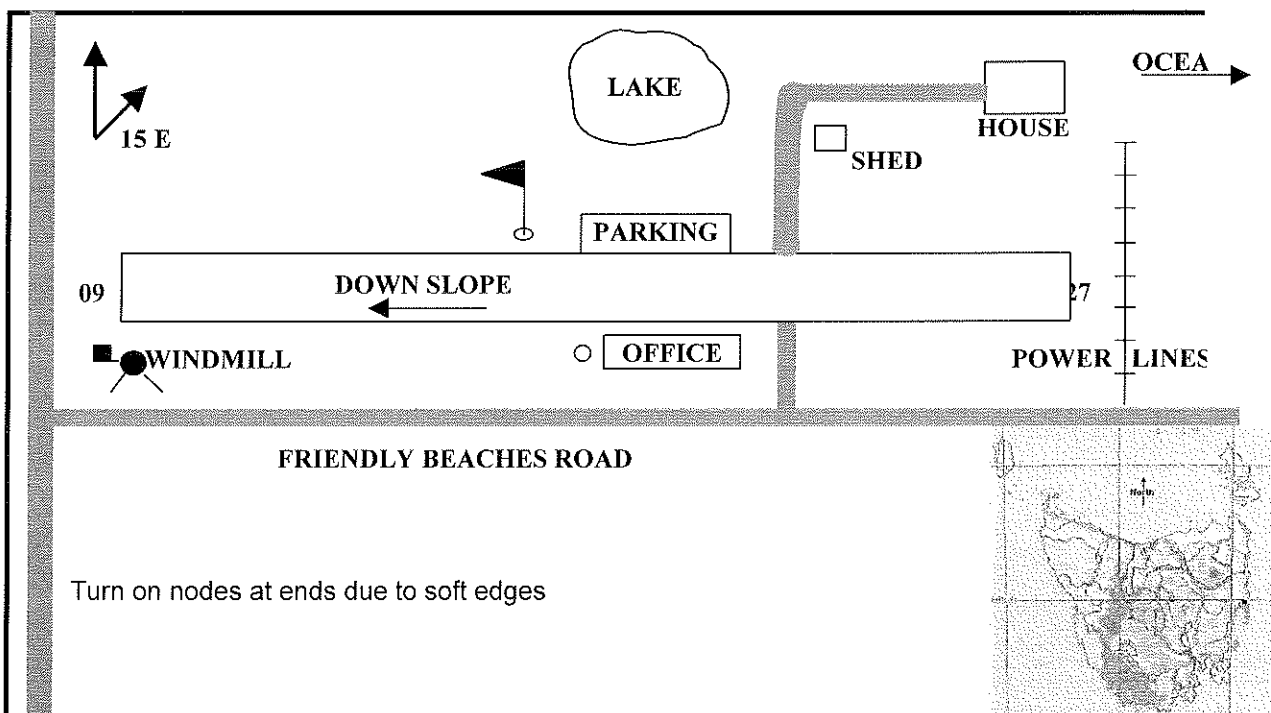 OCEA
LAKE
15 E
HOUSE
SHED
PARKING
DOWN SLOPE
09
27
WINDMILL
OFFICE
POWER LINES
FRIENDLY BEACHES ROAD
North
Turn on nodes at ends due to soft edges